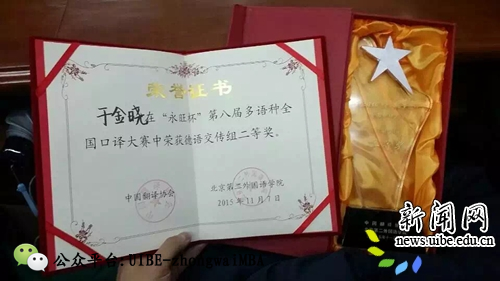 荣誉证书
于金晓在“永旺杯”第八届多语种全
国口译大赛中荣获德语交传组二等奖。
中国翻译协会
北京第二外国语学院
2015年11月7日
新闻网
news.uibe.edu.cn
公众平台:UIBE-zhongwaiMBA